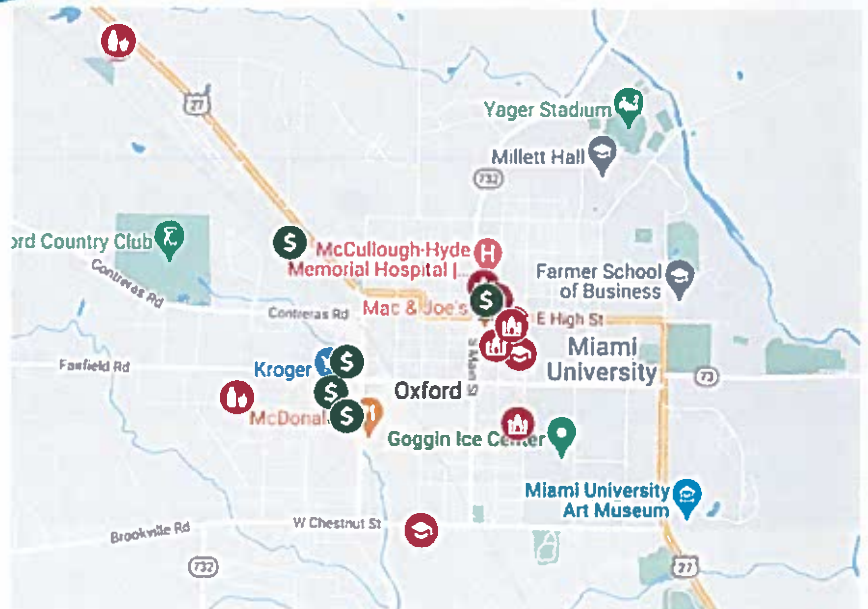 27
Yager Stadium
Millett Hall
732
ord Country Club
$
McCullough-Hyde
Memorial Hospital |...
H
Farmer School
of Business
Contreras Rd
Mac & Joe's
$
Contreras Rd
E High St
Miami
University
S Main St
Fairfield Rd
Kroger
$
73
Oxford
$
McDonal
$
Goggin Ice Center
Miami University
Art Museum
W Chestnut St
Brookville Rd
732
27